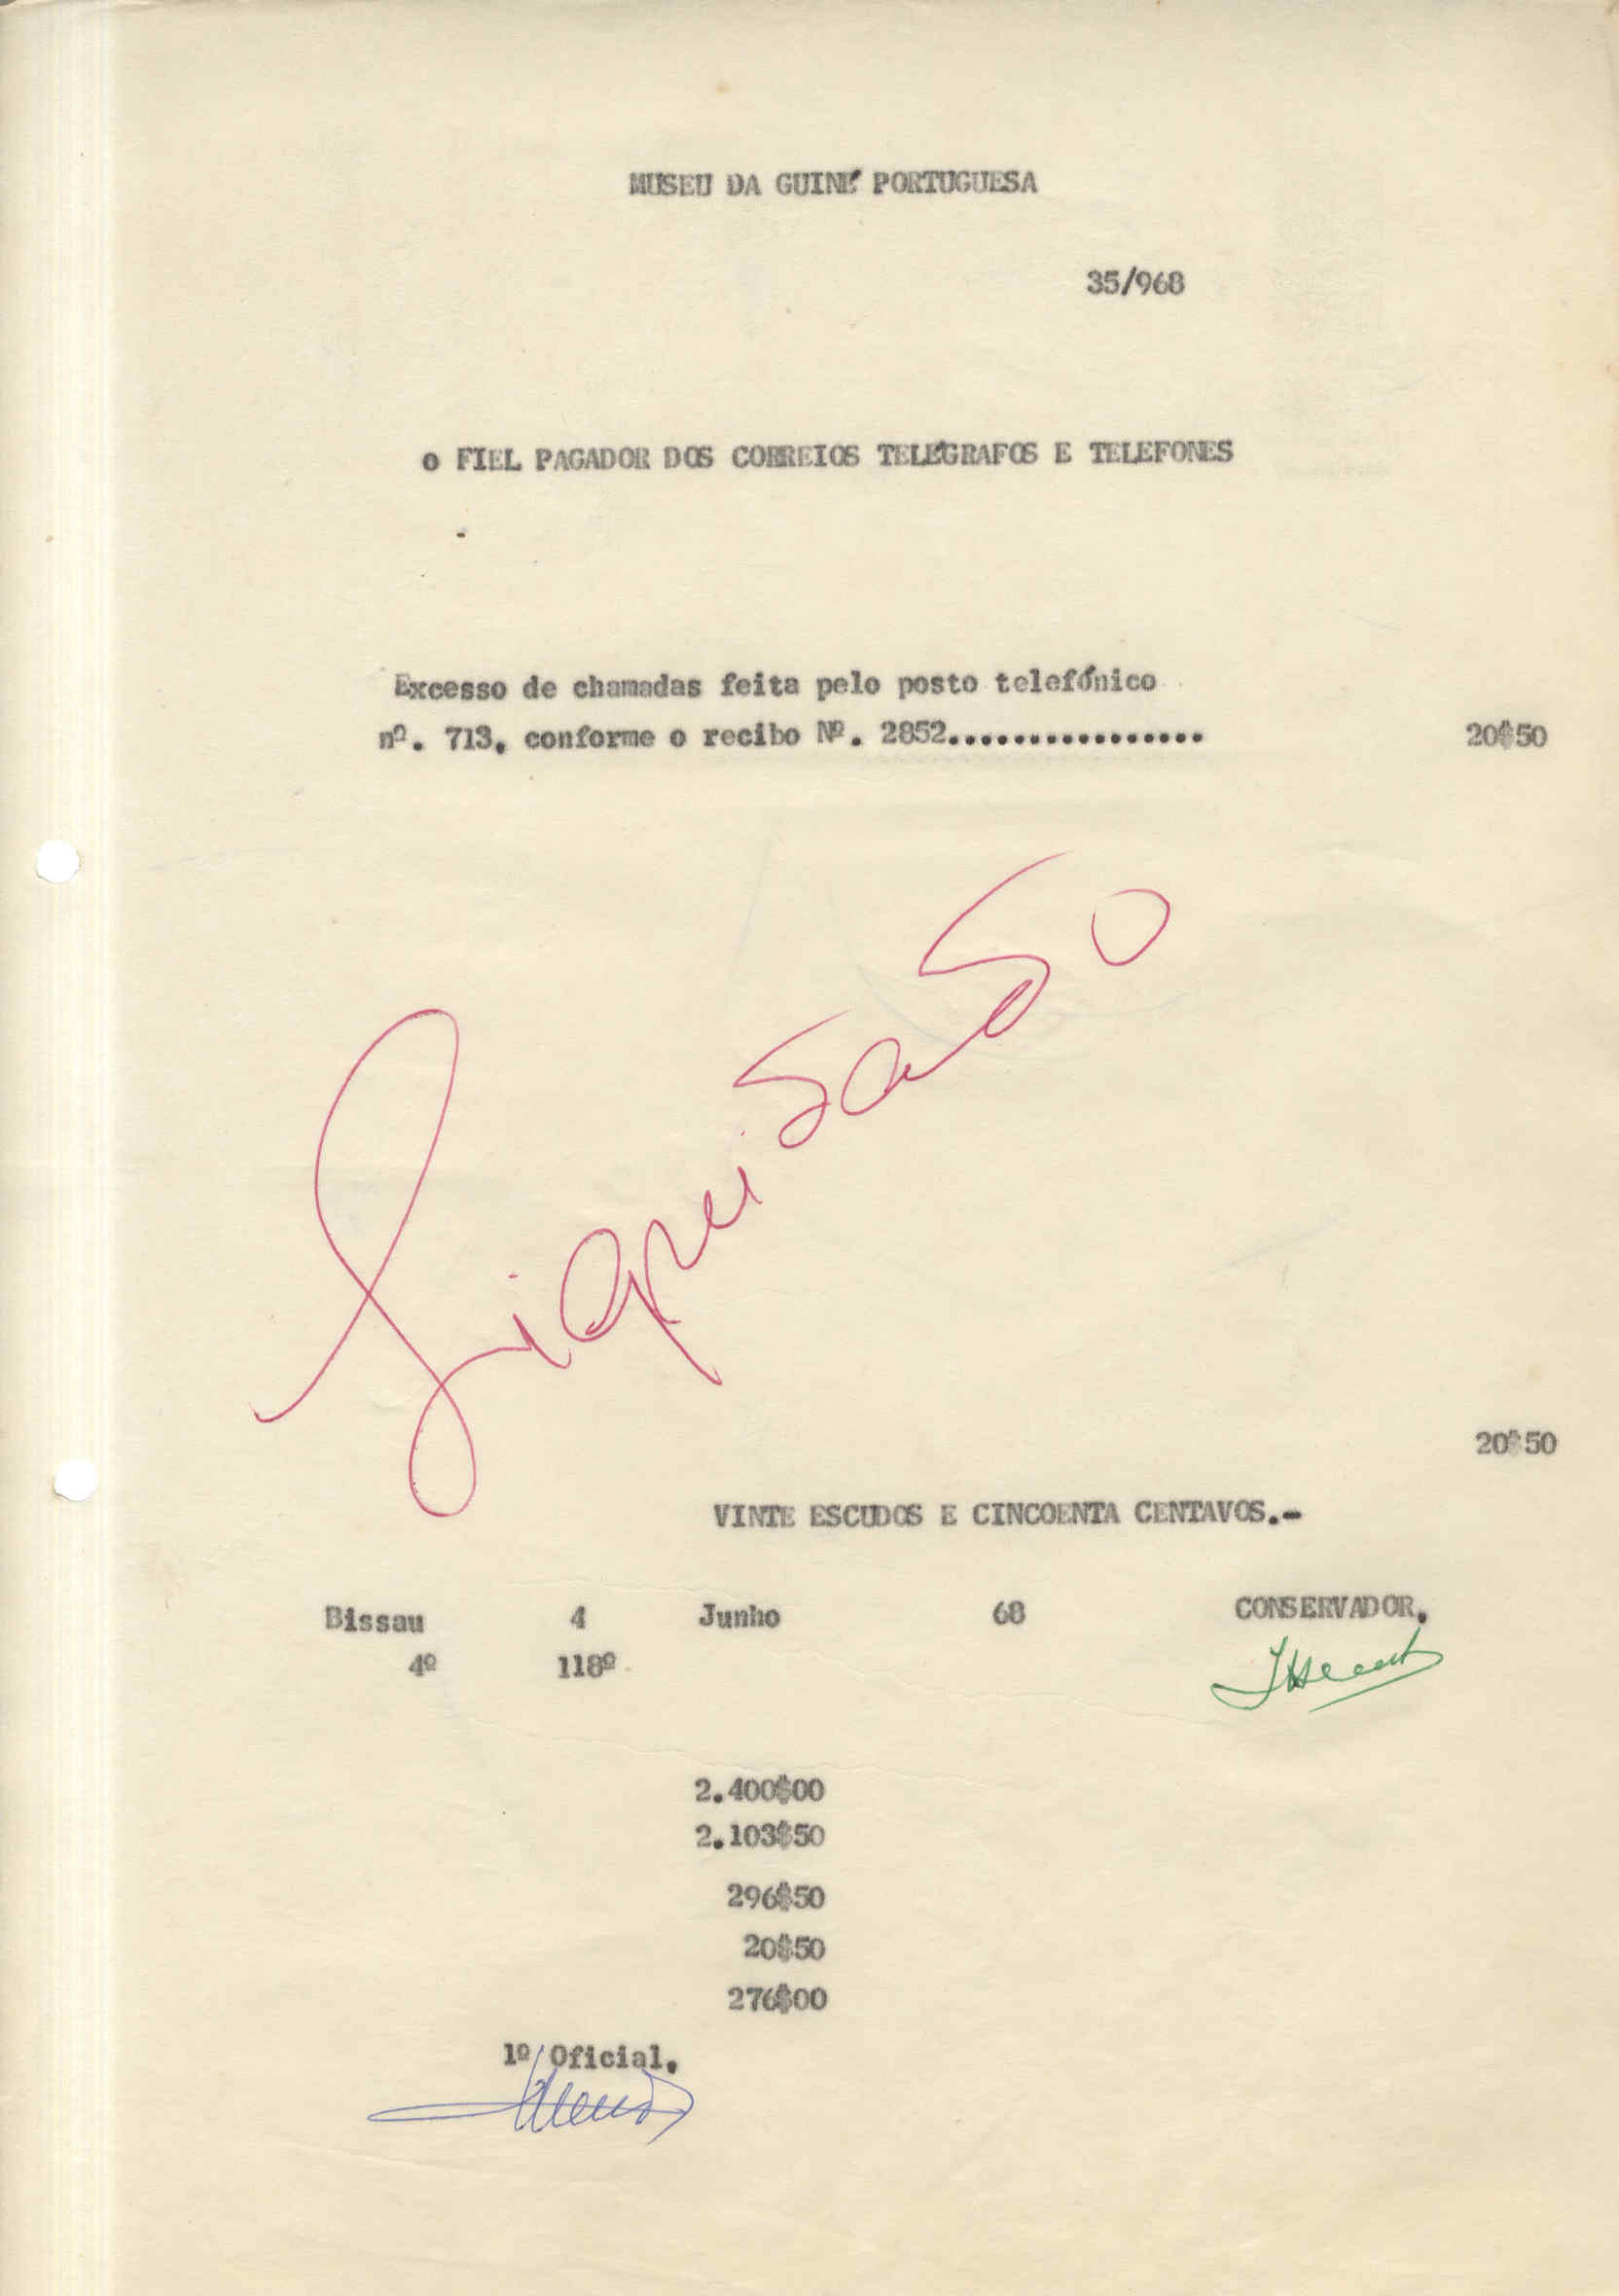 MUSEU DA GUINÉ PORTUGUESA
35/968
o FIEL PAGADOR DOS CORREIOS TELÉGRAFOS E TELEFONES
-
Excesso de chamadas feita pelo posto telefónico
nº. 713, conforme o recibo Nº. 2852................ 20$50
Liquidado
20$50
VINTE ESCUDOS E CINCOENTA CENTAVOS.-
Bissau 4 Junho 68 CONSERVADOR.
4º 118º
2.400$00
2.103$50
296$50
20$50
276$00
1º Oficial.